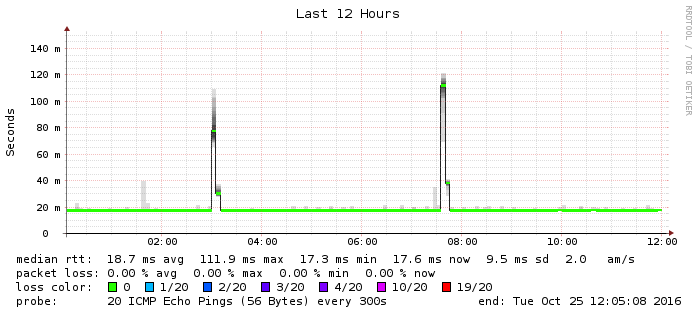 Last 12 Hours
RRDTOOL / TOBI OETIKER
Seconds
140 m
120 m
100 m
80 m
60 m
40 m
20 m
0
02:00 04:00 06:00 08:00 10:00 12:00
median rtt: 18.7 ms avg 111.9 ms max 17.3 ms min 17.6 ms now 9.5 ms sd 2.0 am/s
packet loss: 0.00 % avg 0.00 % max 0.00 % min 0.00 % now
loss color: 0 1/20 2/20 3/20 4/20 10/20 19/20
probe: 20 ICMP Echo Pings (56 Bytes) every 300s end: Tue Oct 25 12:05:08 2016